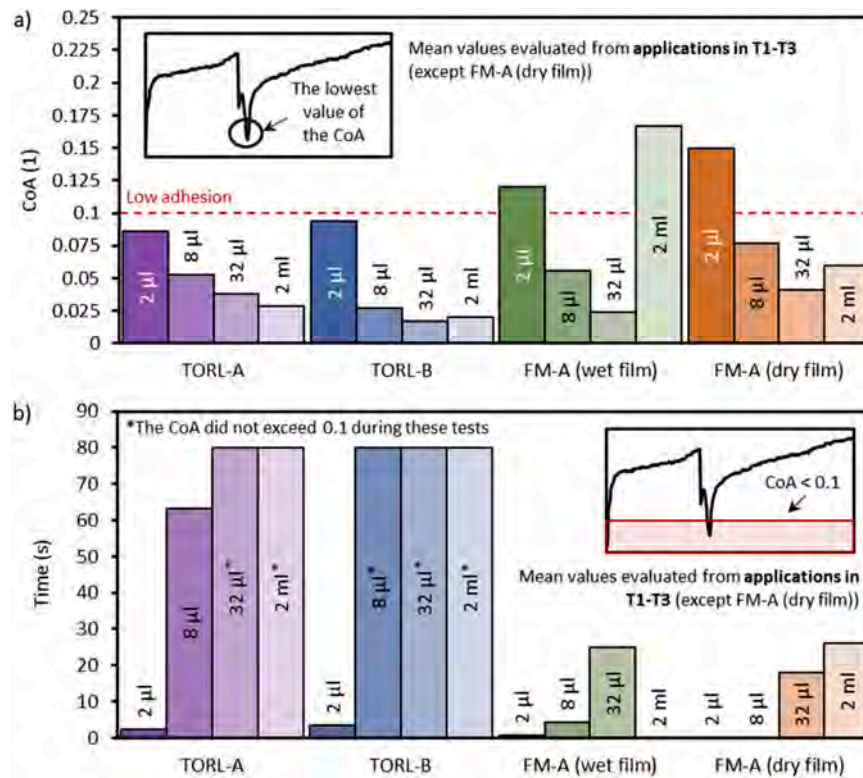 a)
0.25
0.225
0.2
0.175
0.15
0.125
0.1
0.075
0.05
0.025
0
CoA (1)
The lowest
value of
the CoA
Mean values evaluated from applications in T1-T3
(except FM-A (dry film))
Low adhesion
2 µl
8 µl
32 µl
2 ml
2 µl
8 µl
32 µl
2 ml
2 µl
8 µl
32 µl
2 ml
2 µl
8 µl
32 µl
2 ml
TORL-A
TORL-B
FM-A (wet film)
FM-A (dry film)
b)
90
80
70
60
50
40
30
20
10
0
Time (s)
*The CoA did not exceed 0.1 during these tests
CoA < 0.1
Mean values evaluated from applications in
T1-T3 (except FM-A (dry film))
2 µl
8 µl
32 µl*
2 ml*
2 µl
8 µl*
32 µl*
2 ml*
2 µl
8 µl
32 µl
2 ml
2 µl
8 µl
32 µl
2 ml
TORL-A
TORL-B
FM-A (wet film)
FM-A (dry film)